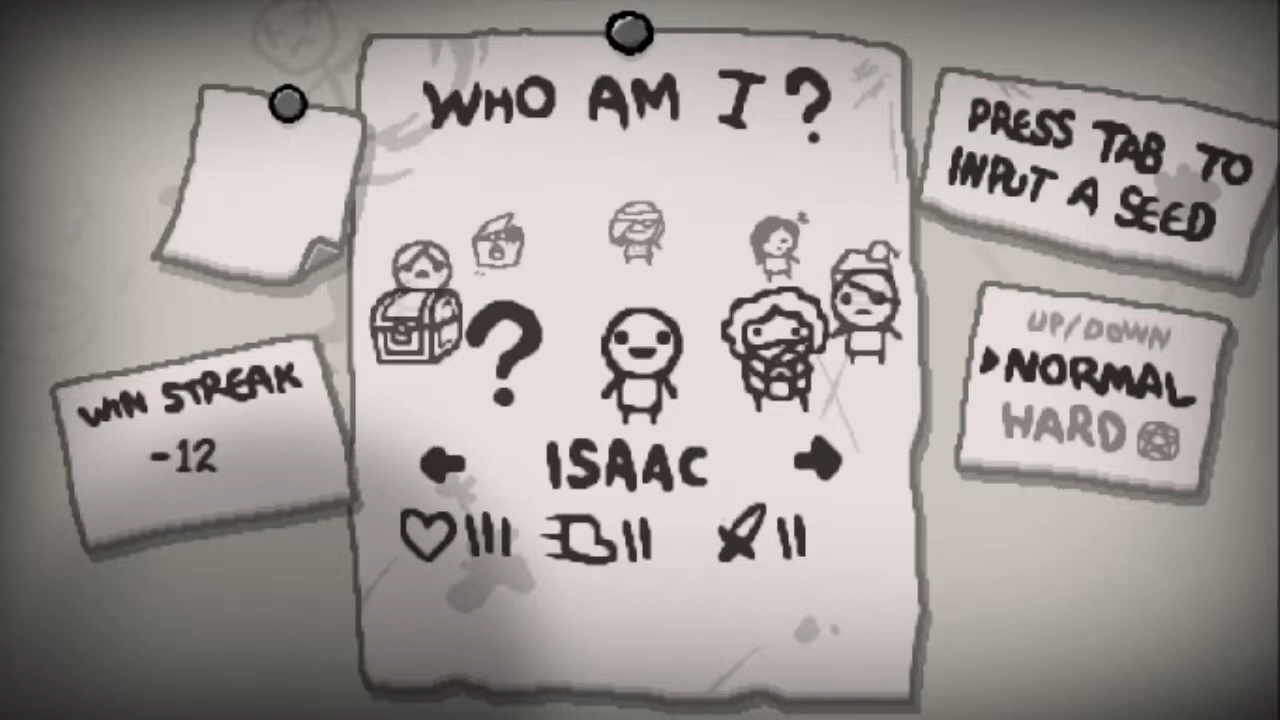 WHO AM I?
PRESS TAB TO
INPUT A SEED
UP/DOWN
NORMAL
HARD
WIN STREAK
-12
?
ISAAC